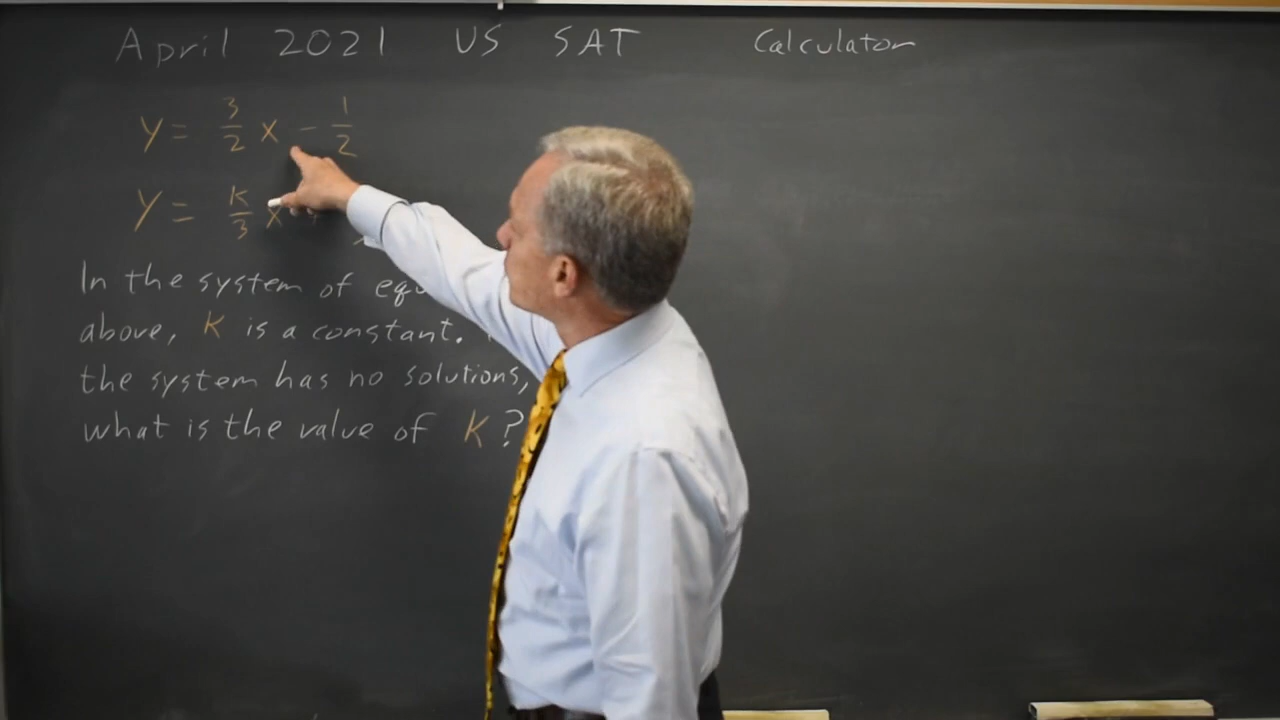 April 2021 US SAT Calculator
y = 3/2 x - 1/2
y = k/3 x
In the system of
above, k is a constant.
the system has no solutions,
what is the value of k?